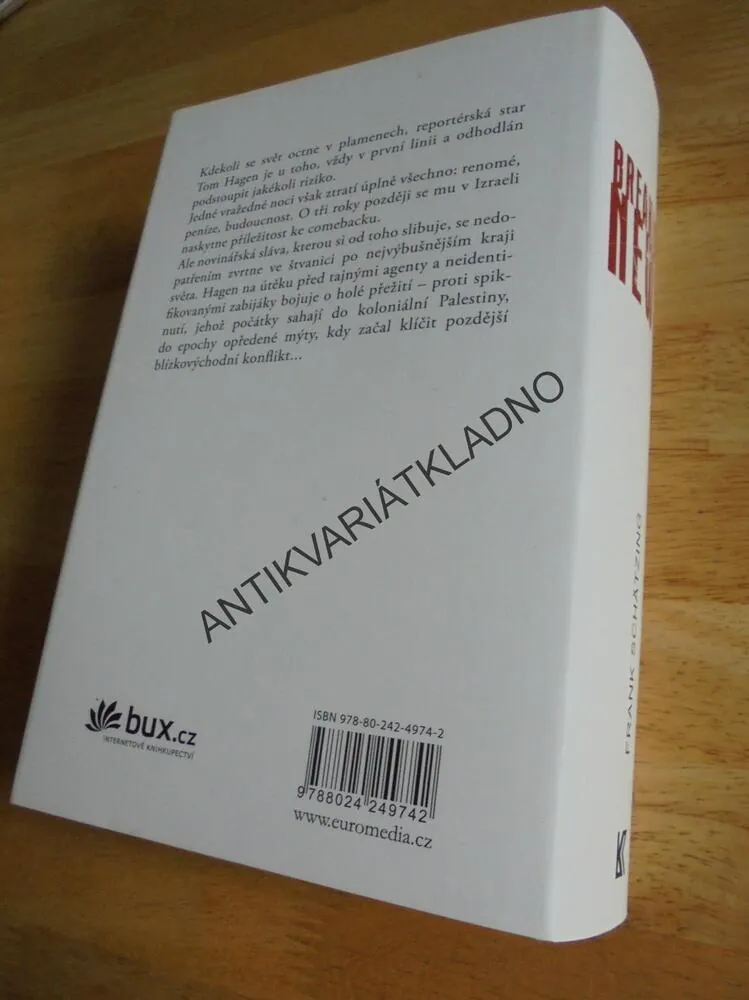 Kdekoli se svět octne v plamenech, reportérská star
Tom Hagen je u toho, vždy v první linii a odhodlán
podstoupit jakékoli riziko.
Jedné vražedné noci však ztratí úplně všechno: renomé,
peníze, budoucnost. O tři roky později se mu v Izraeli
naskytne příležitost ke comebacku.
Ale novinářská sláva, kterou si od toho slibuje, se nedo-
patřením zvrtne ve štvanici po nejvýbušnějším kraji
světa. Hagen na útěku před tajnými agenty a neidenti-
fikovanými zabijáky bojuje o holé přežití – proti spik-
nutí, jehož počátky sahají do koloniální Palestiny,
do epochy opředené mýty, kdy začal klíčit pozdější
blízkovýchodní konflikt...
ANTIKVARIÁTKLADNO
bux.cz
INTERNETOVÉ KNIHKUPECTVÍ
ISBN 978-80-242-4974-2
9788024249742
www.euromedia.cz
BREA
NEW
FRANK SCHÄTZING